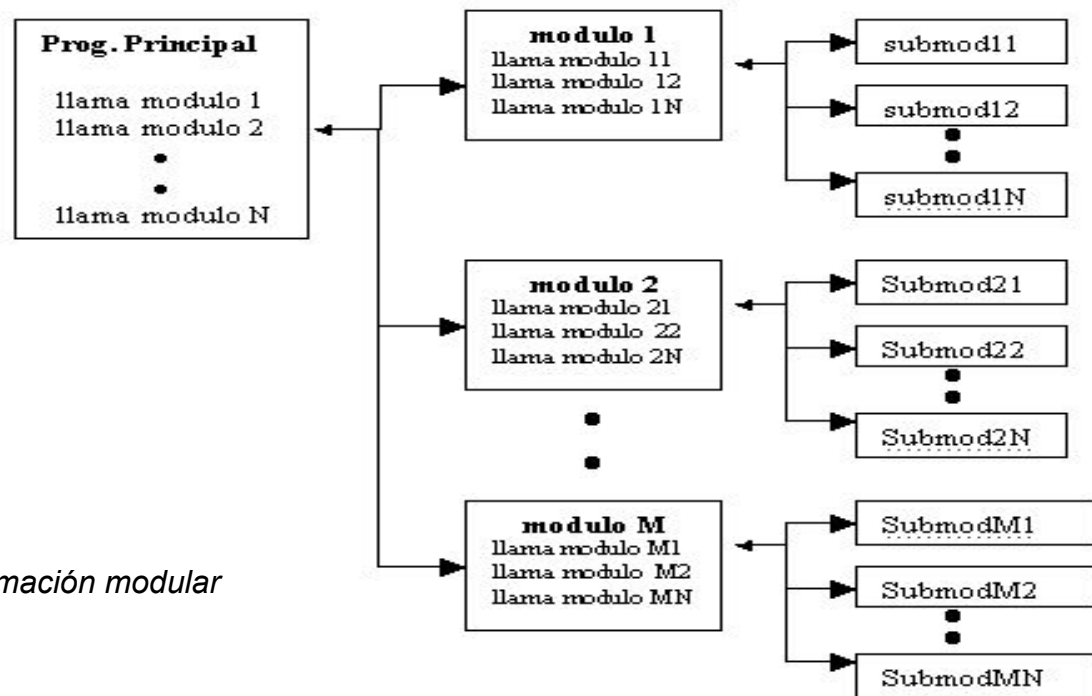 Prog. Principal
llama modulo 1
llama modulo 2
llama modulo N
modulo 1
llama modulo 11
llama modulo 12
llama modulo 1N
submod11
submod12
submod1N
modulo 2
llama modulo 21
llama modulo 22
llama modulo 2N
Submod21
Submod22
Submod2N
modulo M
llama modulo M1
llama modulo M2
llama modulo MN
SubmodM1
SubmodM2
SubmodMN
mación modular